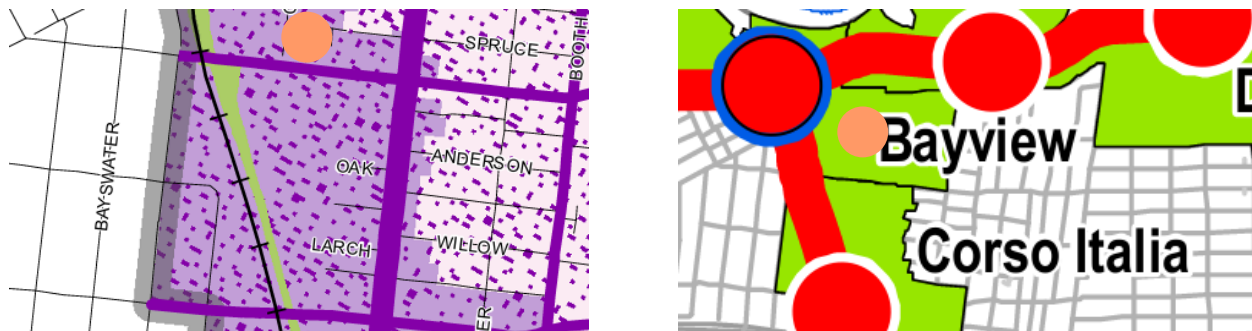 SPRUCE
BOOTH
BAYSWATER
OAK
ANDERSON
LARCH
WILLOW
Bayview
Corso Italia